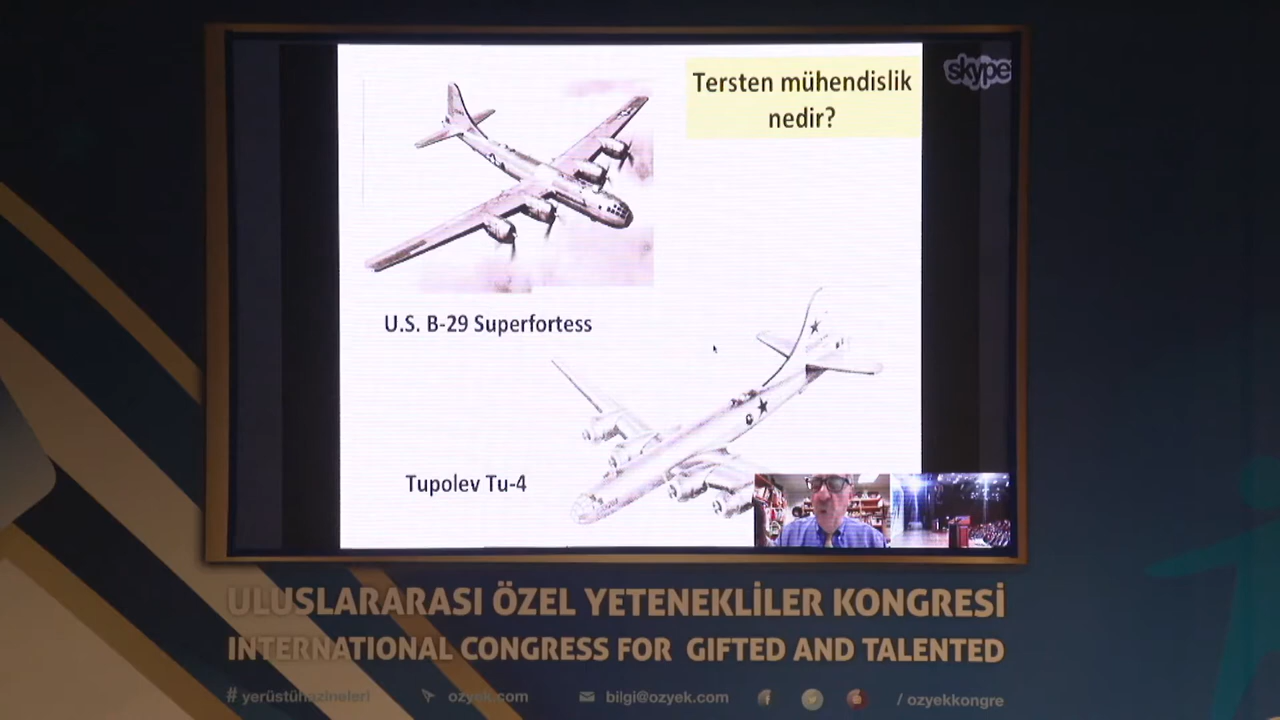 skype
Tersten mühendislik
nedir?
U.S. B-29 Superfortess
Tupolev Tu-4
ULUSLARARASI ÖZEL YETENEKLİLER KONGRESİ
INTERNATIONAL CONGRESS FOR GIFTED AND TALENTED
#yerüstühazineleri ozyek.com bilgi@ozyek.com / ozyekkongre